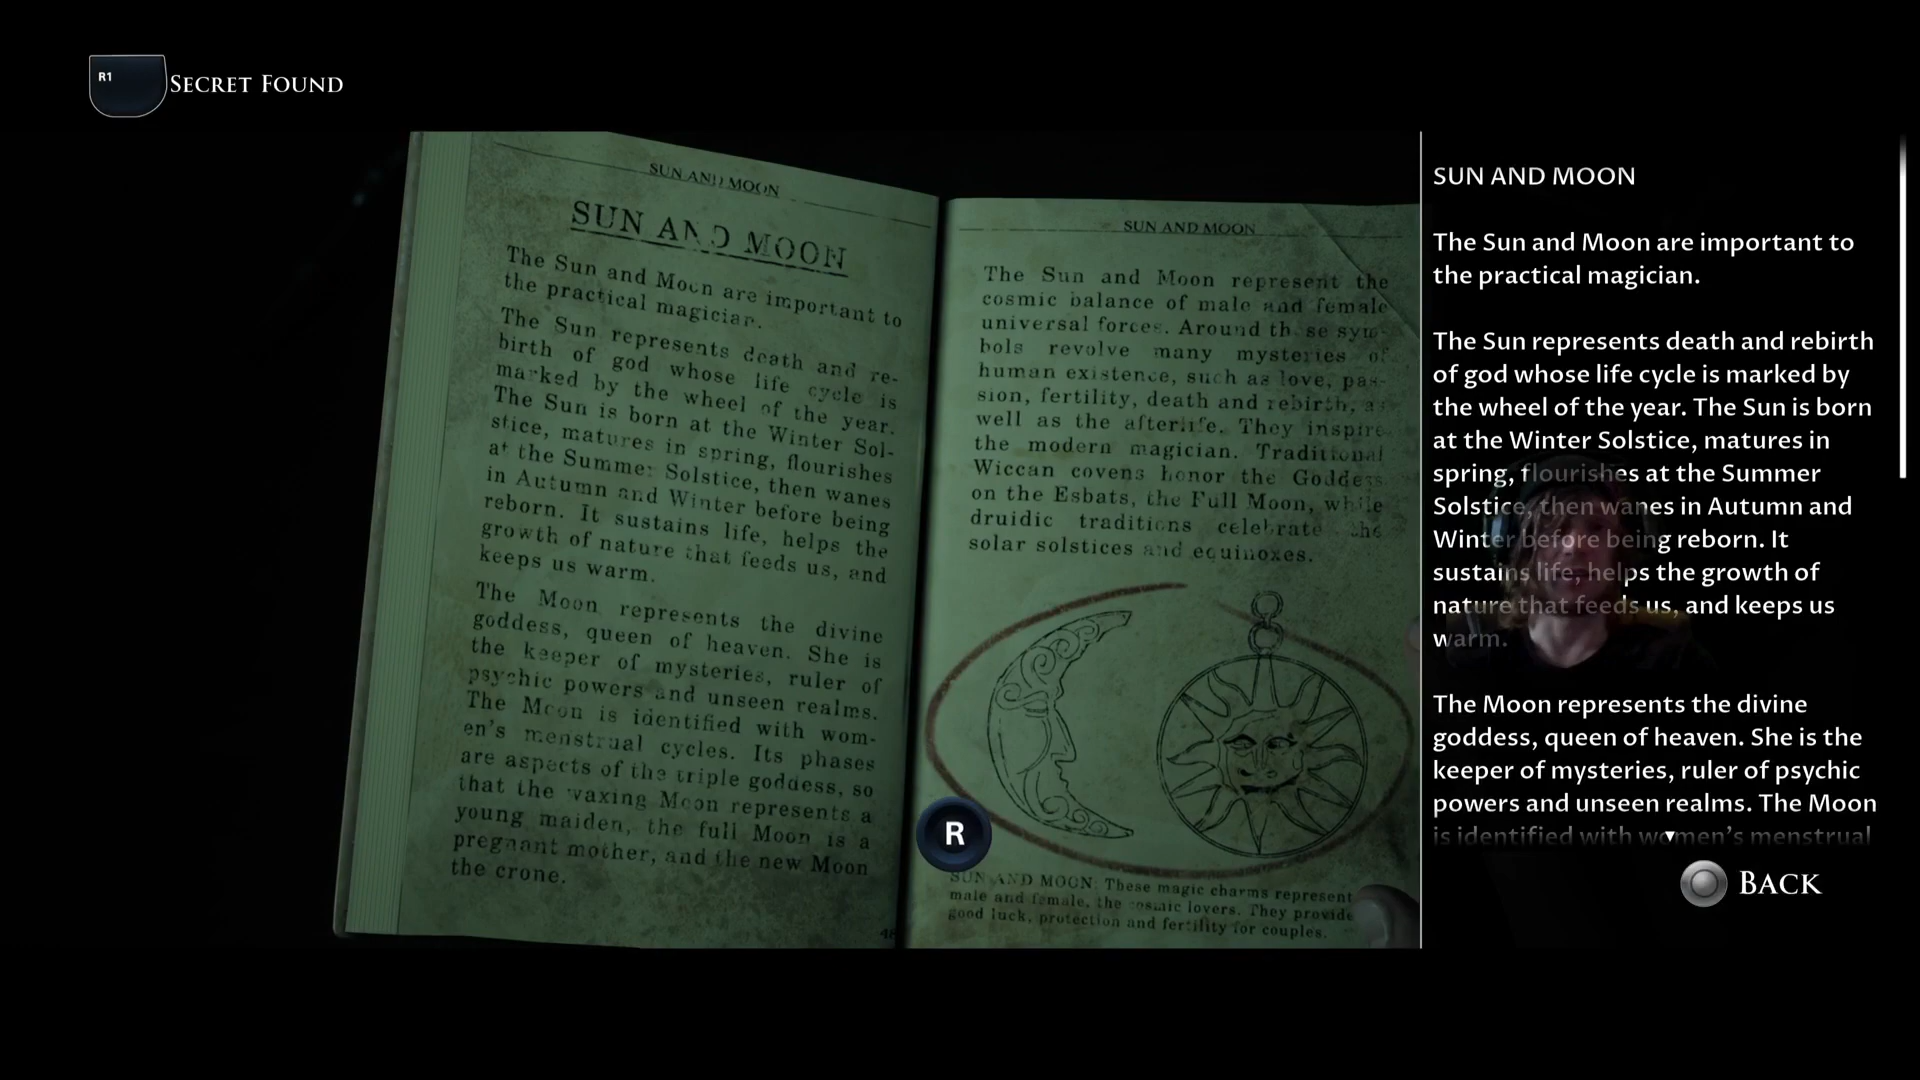 R1
SECRET FOUND
SUN AND MOON
SUN AND MOON
The Sun and Moon are important to
the practical magician.
The Sun represents death and re-
birth of god whose life cycle is
marked by the wheel of the year.
The Sun is born at the Winter Sol-
stice, matures in spring, flourishes
at the Summer Solstice, then wanes
in Autumn and Winter before being
reborn. It sustains life, helps the
growth of nature that feeds us, and
keeps us warm.
The Moon represents the divine
goddess, queen of heaven. She is
the keeper of mysteries, ruler of
psychic powers and unseen realms.
The Moon is identified with wom-
en's menstrual cycles. Its phases
are aspects of the triple goddess, so
that the waxing Moon represents a
young maiden, the full Moon is a
pregnant mother, and the new Moon
the crone.
48
SUN AND MOON
The Sun and Moon represent the
cosmic balance of male and female
universal forces. Around these sym-
bols revolve many mysteries of
human existence, such as love, pas-
sion, fertility, death and rebirth, as
well as the afterlife. They inspire
the modern magician. Traditional
Wiccan covens honor the Goddess
on the Esbats, the Full Moon, while
druidic traditions celebrate the
solar solstices and equinoxes.
R
SUN AND MOON: These magic charms represent
male and female, the cosmic lovers. They provide
good luck, protection and fertility for couples.
SUN AND MOON
The Sun and Moon are important to
the practical magician.
The Sun represents death and rebirth
of god whose life cycle is marked by
the wheel of the year. The Sun is born
at the Winter Solstice, matures in
spring, flourishes at the Summer
Solstice, then wanes in Autumn and
Winter before being reborn. It
sustains life, helps the growth of
nature that feeds us, and keeps us
warm.
The Moon represents the divine
goddess, queen of heaven. She is the
keeper of mysteries, ruler of psychic
powers and unseen realms. The Moon
is identified with women's menstrual
BACK